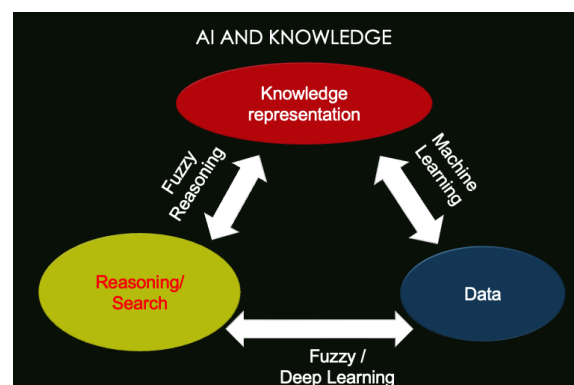 AI AND KNOWLEDGE
Knowledge
representation
Fuzzy
Reasoning
Machine
Learning
Reasoning/
Search
Data
Fuzzy /
Deep Learning